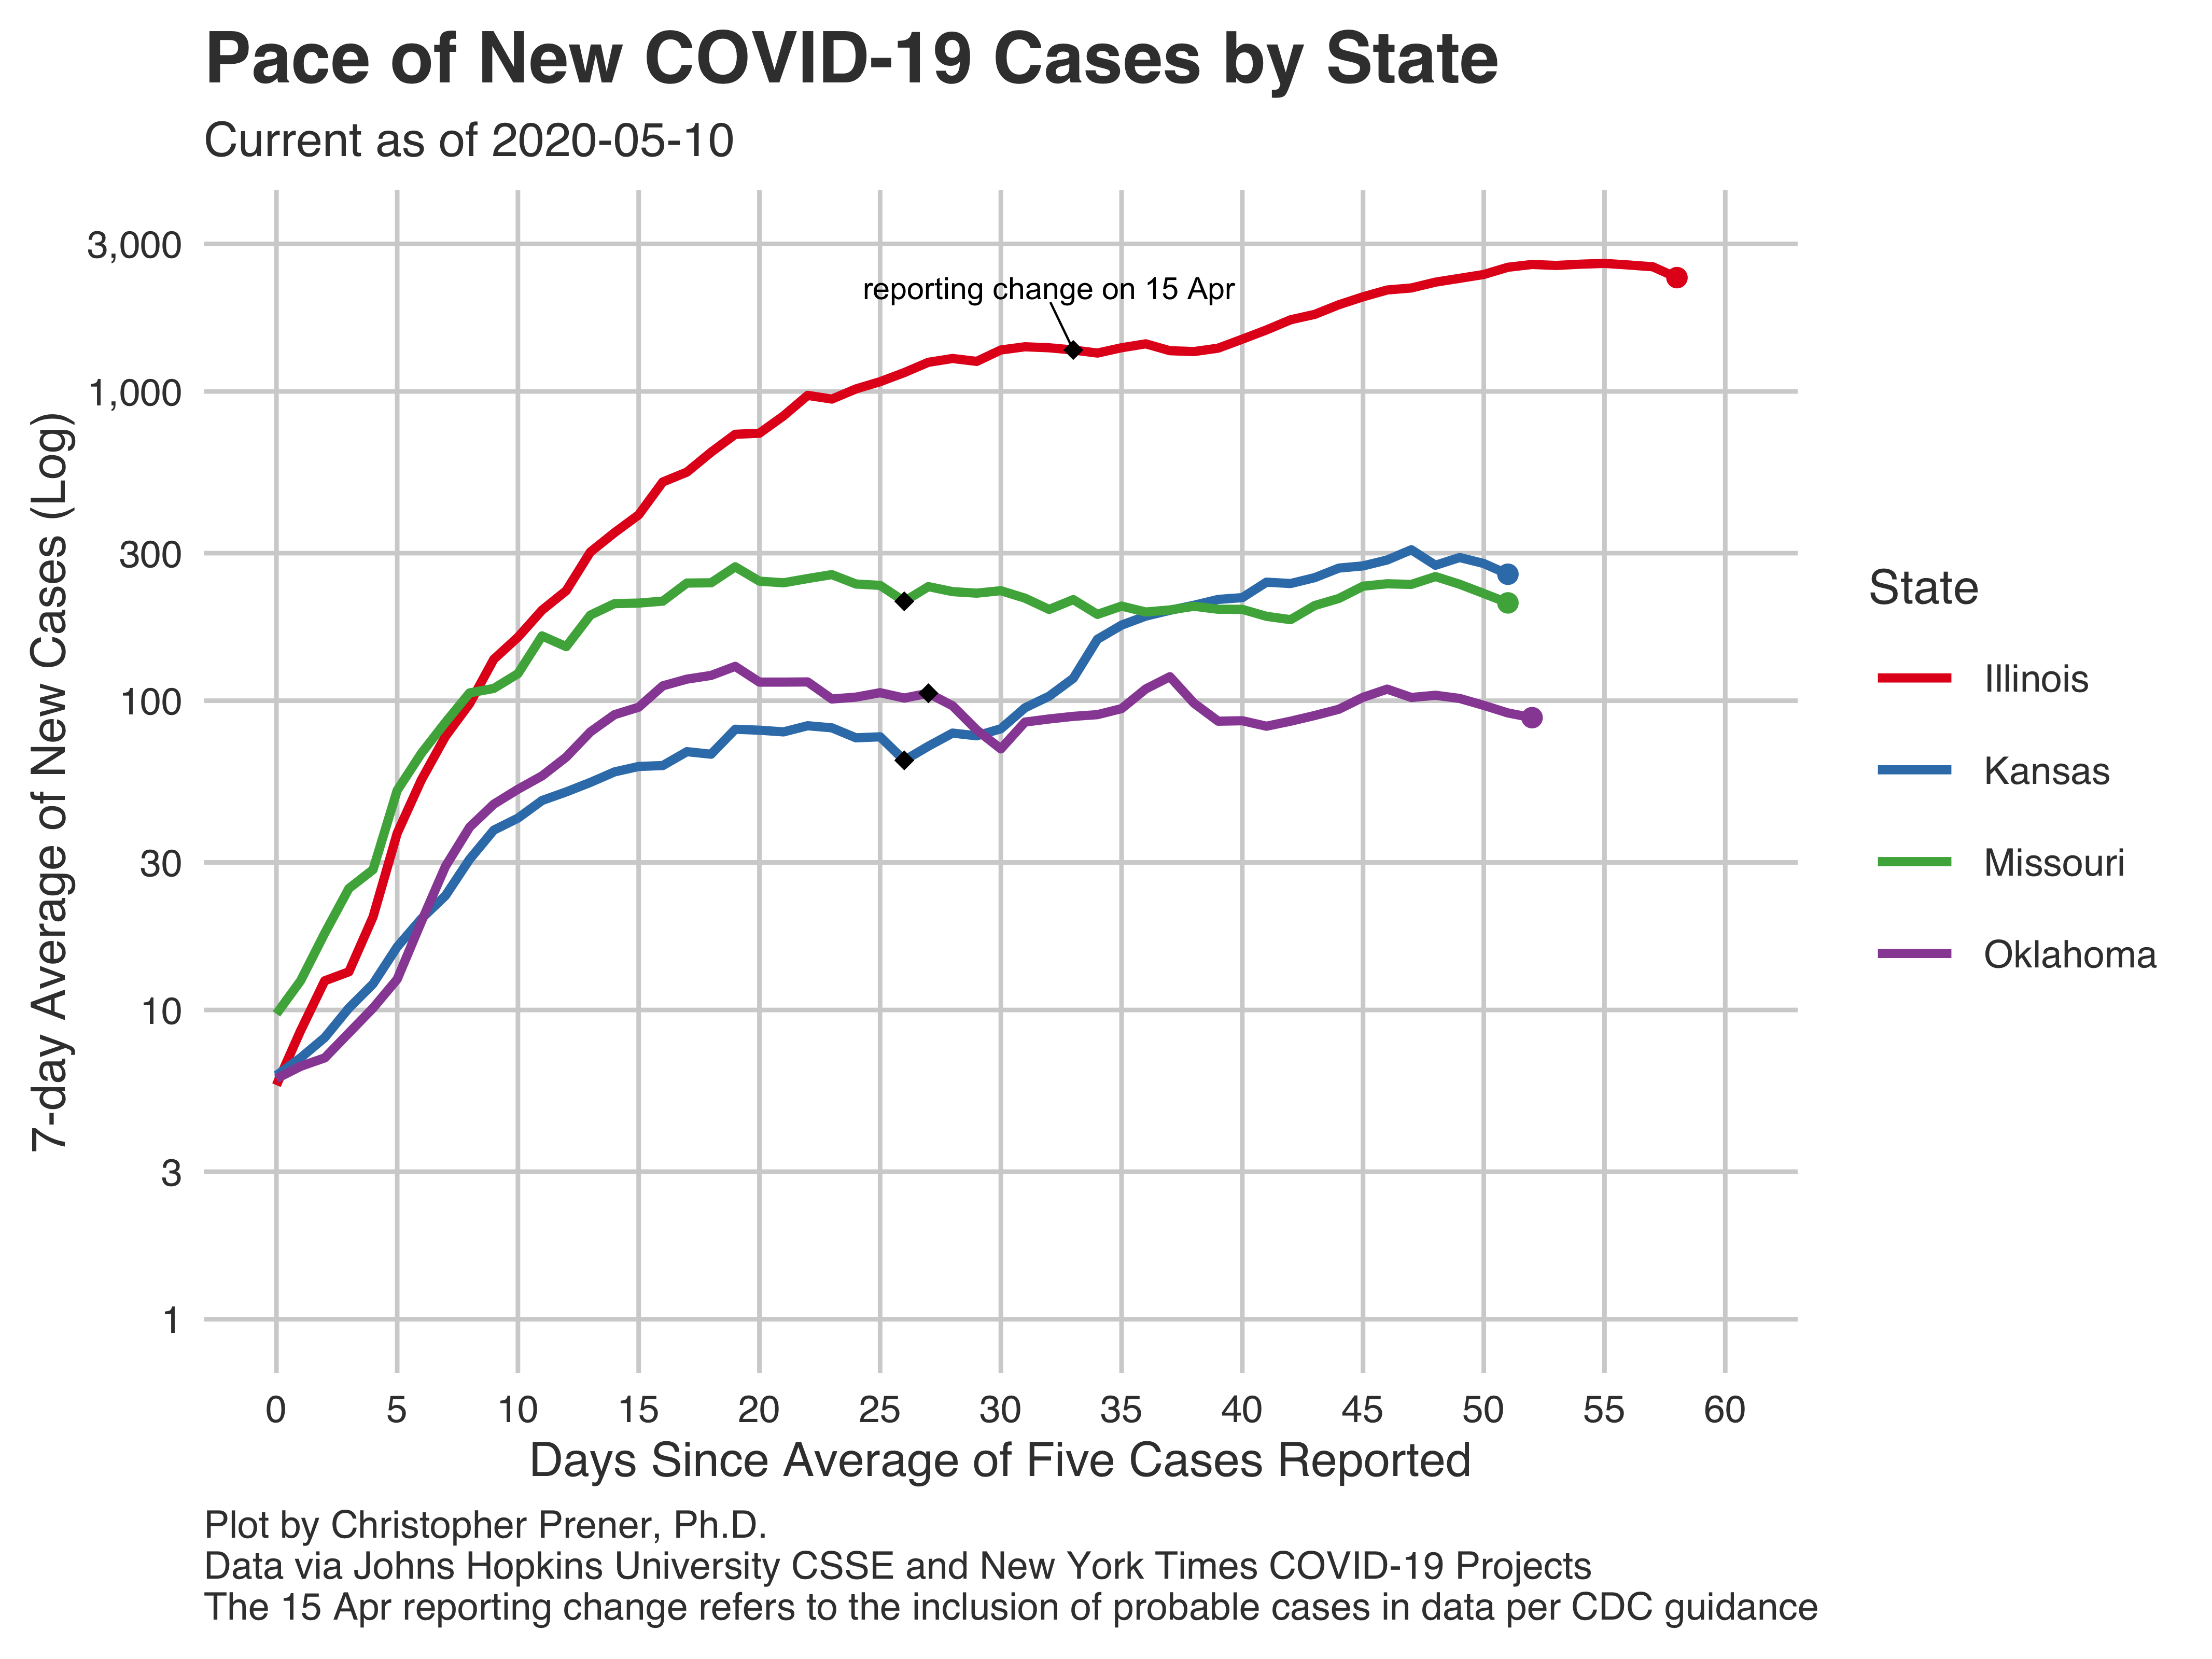 Pace of New COVID-19 Cases by State
Current as of 2020-05-10
7-day Average of New Cases (Log)
3,000
1,000
300
100
30
10
3
1
reporting change on 15 Apr
0 5 10 15 20 25 30 35 40 45 50 55 60
Days Since Average of Five Cases Reported
State
Illinois
Kansas
Missouri
Oklahoma
Plot by Christopher Prener, Ph.D.
Data via Johns Hopkins University CSSE and New York Times COVID-19 Projects
The 15 Apr reporting change refers to the inclusion of probable cases in data per CDC guidance